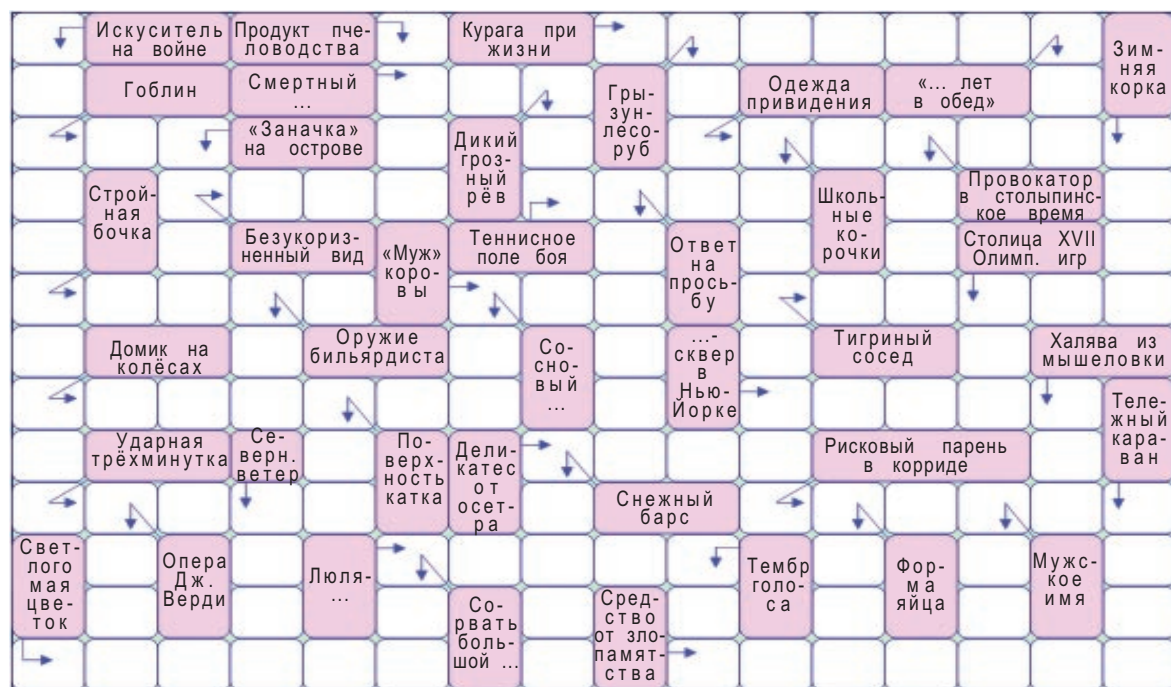 Искуситель
на войне
Продукт пче-
ловодства
Курага при
жизни
Зим-
няя
корка
Гоблин
Смертный
...
Гры-
зун-
лесо-
руб
Одежда
привидения
«... лет
в обед»
«Заначка»
на острове
Дикий
гроз-
ный
рёв
Строй-
ная
бочка
Школь-
ные
ко-
рочки
Провокатор
в столыпинс-
кое время
Безукориз-
ненный вид
«Муж»
коро-
вы
Теннисное
поле боя
Ответ
на
прось-
бу
Столица XVII
Олимп. игр
Домик на
колёсах
Оружие
бильярдиста
Со-
сно-
вый
...
...-
сквер
в
Нью-
Йорке
Тигриный
сосед
Халява из
мышеловки
Тележ-
ный
кара-
ван
Ударная
трёхминутка
Се-
верн.
ветер
По-
верх-
ность
катка
Дели-
катес
от
осет-
ра
Рисковый парень
в корриде
Снежный
барс
Свет-
лого
мая
цве-
ток
Опера
Дж.
Верди
Люля-
...
Тембр
голо-
са
Фор-
ма
яйца
Мужс-
кое
имя
Со-
рвать
боль-
шой ...
Сред-
ство
от зло-
памят-
ства